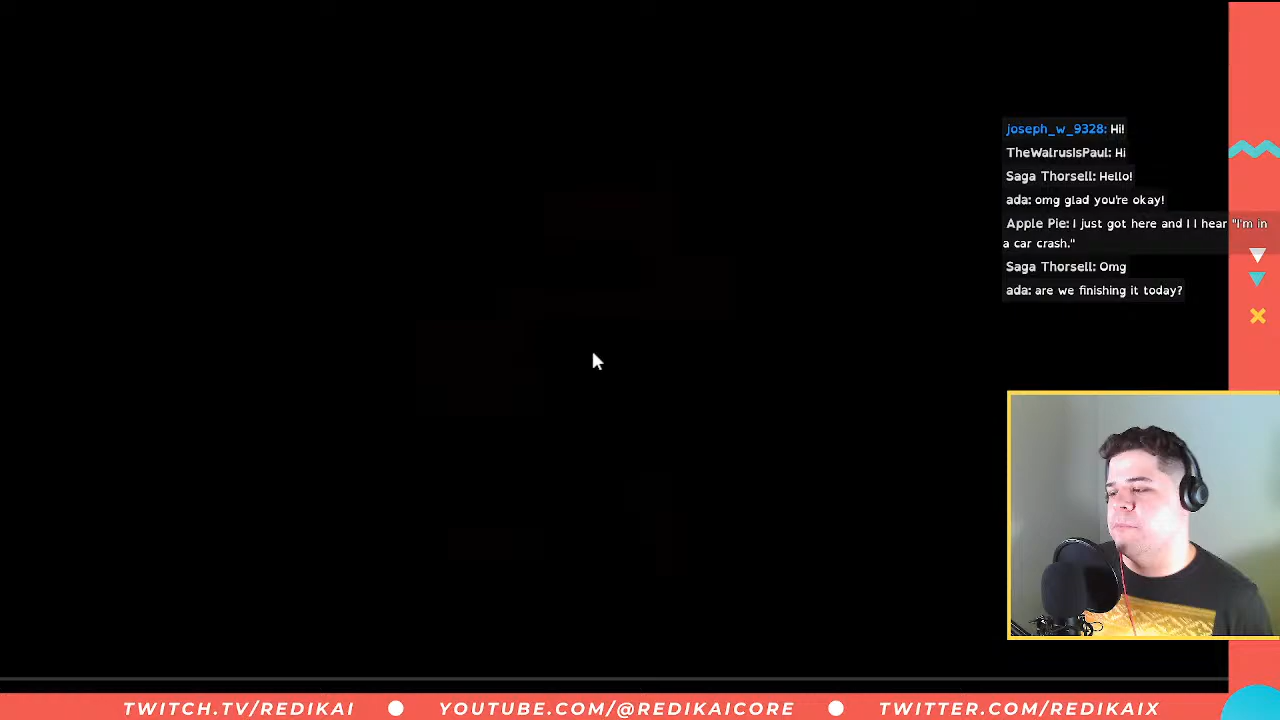 joseph_w_9328: Hi!
TheWalrusIsPaul: Hi
Saga Thorsell: Hello!
ada: omg glad you're okay!
Apple Pie: I just got here and I I hear "I'm in
a car crash."
Saga Thorsell: Omg
ada: are we finishing it today?
TWITCH.TV/REDIKAI
YOUTUBE.COM/@REDIKAICORE
TWITTER.COM/REDIKAIX